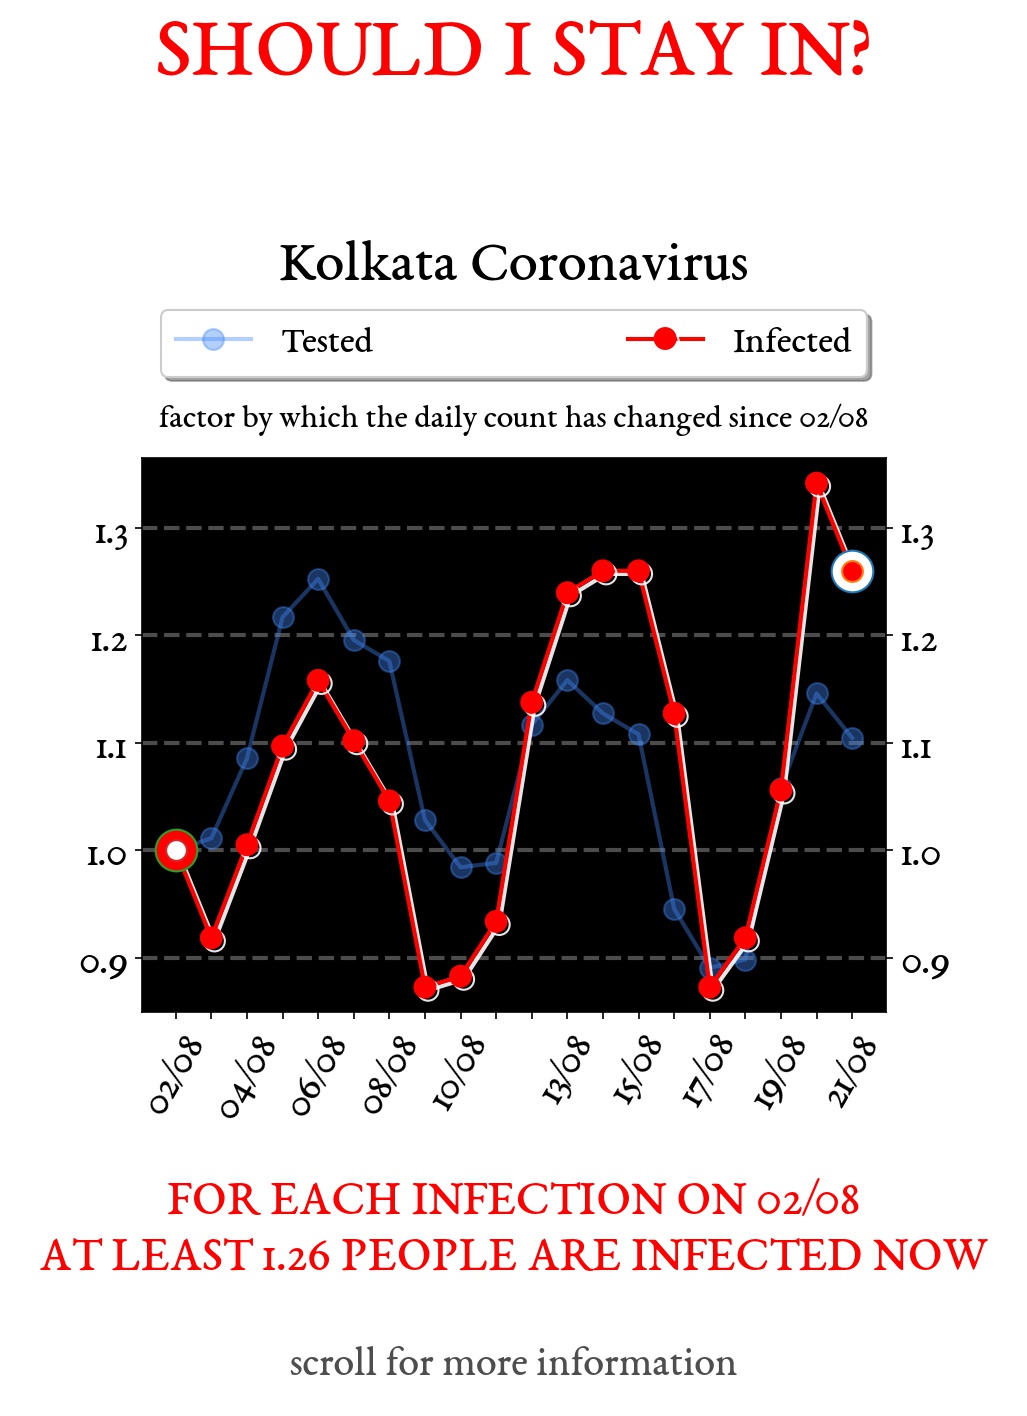 SHOULD I STAY IN?
Kolkata Coronavirus
Tested Infected
factor by which the daily count has changed since 02/08
1.3 1.3
1.2 1.2
1.1 1.1
1.0 1.0
0.9 0.9
02/08 04/08 06/08 08/08 10/08 13/08 15/08 17/08 19/08 21/08
FOR EACH INFECTION ON 02/08
AT LEAST 1.26 PEOPLE ARE INFECTED NOW
scroll for more information